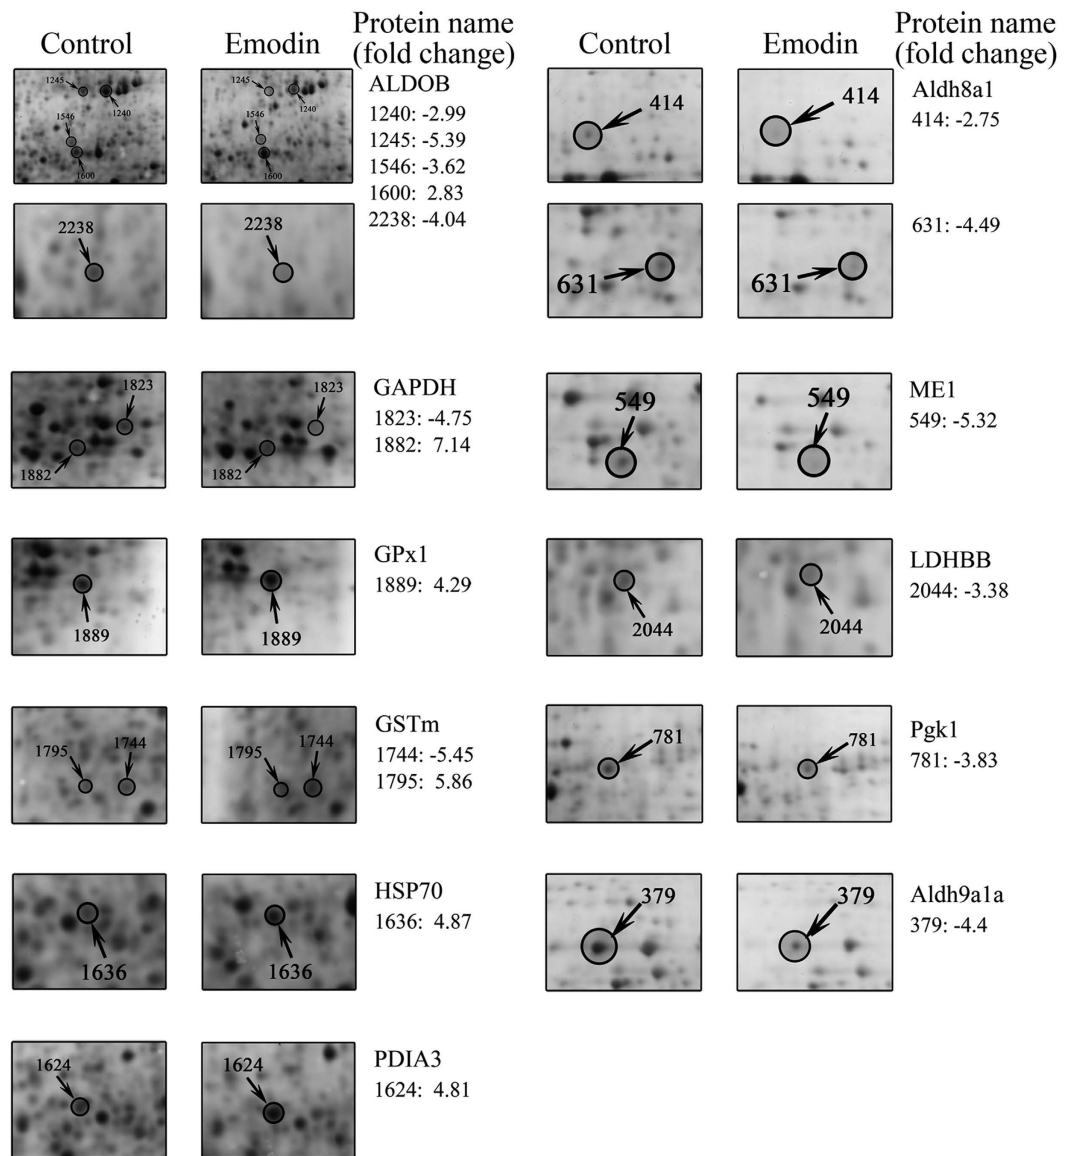 Control
Emodin
Protein name
(fold change)
1245
1240
1546
1600
1245
1240
1546
1600
ALDOB
1240: -2.99
1245: -5.39
1546: -3.62
1600: 2.83
2238: -4.04
2238
2238
1823
1882
1823
1882
GAPDH
1823: -4.75
1882: 7.14
1889
1889
GPx1
1889: 4.29
1795
1744
1795
1744
GSTm
1744: -5.45
1795: 5.86
1636
1636
HSP70
1636: 4.87
1624
1624
PDIA3
1624: 4.81
Control
Emodin
Protein name
(fold change)
414
414
Aldh8a1
414: -2.75
631
631
631: -4.49
549
549
ME1
549: -5.32
2044
2044
LDHBB
2044: -3.38
781
781
Pgk1
781: -3.83
379
379
Aldh9a1a
379: -4.4